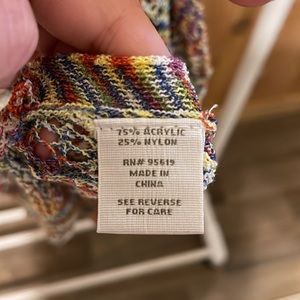 75% ACRYLIC
25% NYLON
RN# 95619
MADE IN
CHINA
SEE REVERSE
FOR CARE